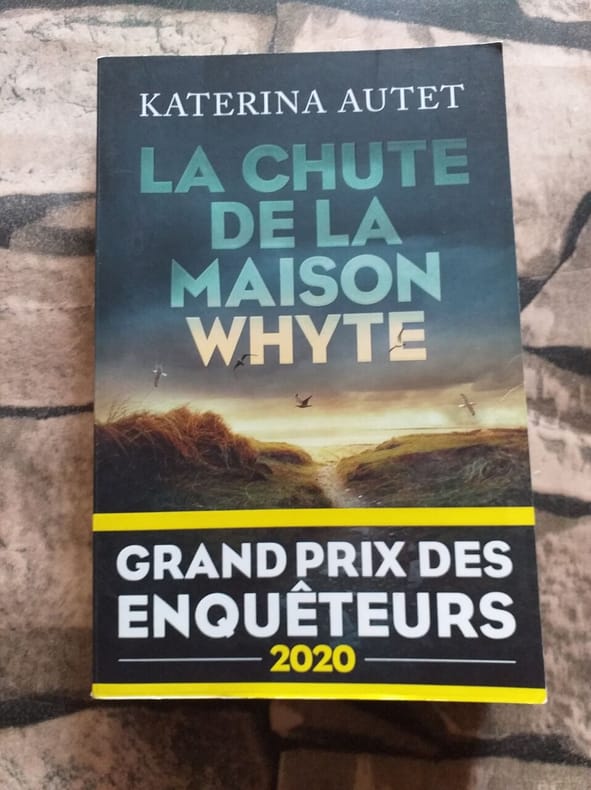 KATERINA AUTET
LA CHUTE
DE LA
MAISON
WHYTE
GRAND PRIX DES
ENQUÊTEURS
2020